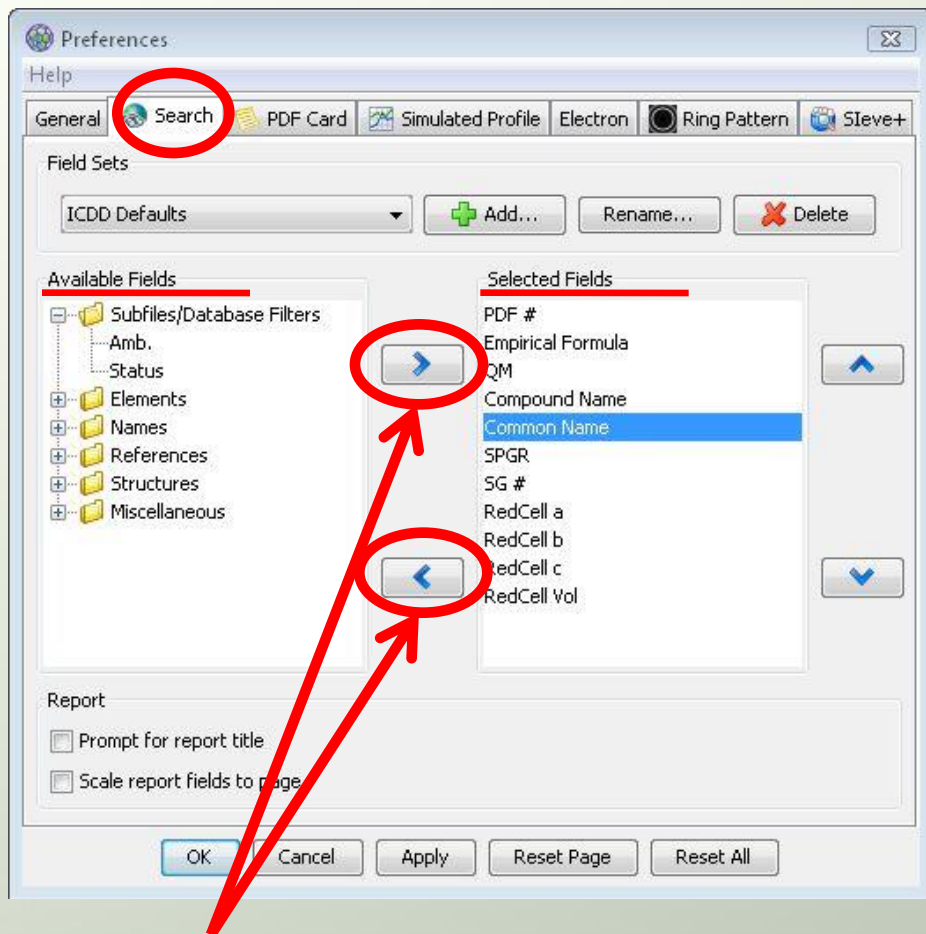 Preferences
Help
General Search PDF Card Simulated Profile Electron Ring Pattern SIeve+
Field Sets
ICDD Defaults Add... Rename... Delete
Available Fields Selected Fields
Subfiles/Database Filters
Amb.
Status
Elements
Names
References
Structures
Miscellaneous
PDF #
Empirical Formula
QM
Compound Name
Common Name
SPGR
SG #
RedCell a
RedCell b
RedCell c
RedCell Vol
Report
Prompt for report title
Scale report fields to page
OK Cancel Apply Reset Page Reset All